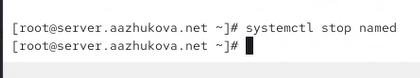 [root@server.aazhukova.net ~]# systemctl stop named
[root@server.aazhukova.net ~]#